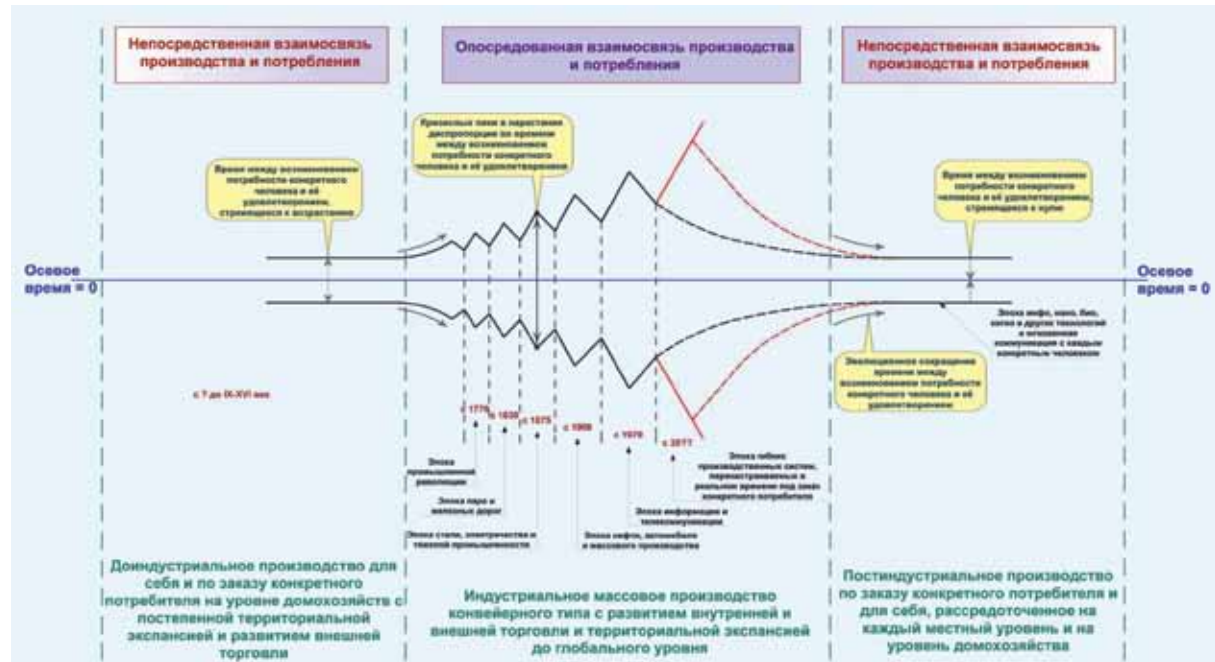 Непосредственная взаимосвязь
производства и потребления
Опосредованная взаимосвязь производства
и потребления
Непосредственная взаимосвязь
производства и потребления
Кризисные пики в нарастании
диспропорции во времени
между возникновением
потребности конкретного
человека и её удовлетворением
Время между возникновением
потребности конкретного
человека и её
удовлетворением,
стремящееся к возрастанию
Время между возникновением
потребности конкретного
человека и её удовлетворением,
стремящееся к нулю
Осевое
время = 0
Осевое
время = 0
Эпоха инфо, нано, био,
когно и других технологий
и мгновенная
коммуникация с каждым
конкретным человеком
Эволюционное сокращение
времени между
возникновением потребности
конкретного человека и её
удовлетворением
с ? до IX-XVI век
с 1875
с 1908
Эпоха
промышленной
революции
Эпоха пара и
железных дорог
Эпоха стали, электричества и
тяжелой промышленности
Эпоха нефти, автомобиля
и массового производства
Эпоха информации и
телекоммуникации
Эпоха гибких
производственных систем,
перенастраиваемых в
реальном времени под заказ
конкретного потребителя
Доиндустриальное производство для
себя и по заказу конкретного
потребителя на уровне домохозяйств с
постепенной территориальной
экспансией и развитием внешней
торговли
Индустриальное массовое производство
конвейерного типа с развитием внутренней и
внешней торговли и территориальной экспансией
до глобального уровня
Постиндустриальное производство
по заказу конкретного потребителя и
для себя, рассредоточенное на
каждый местный уровень и на
уровень домохозяйства